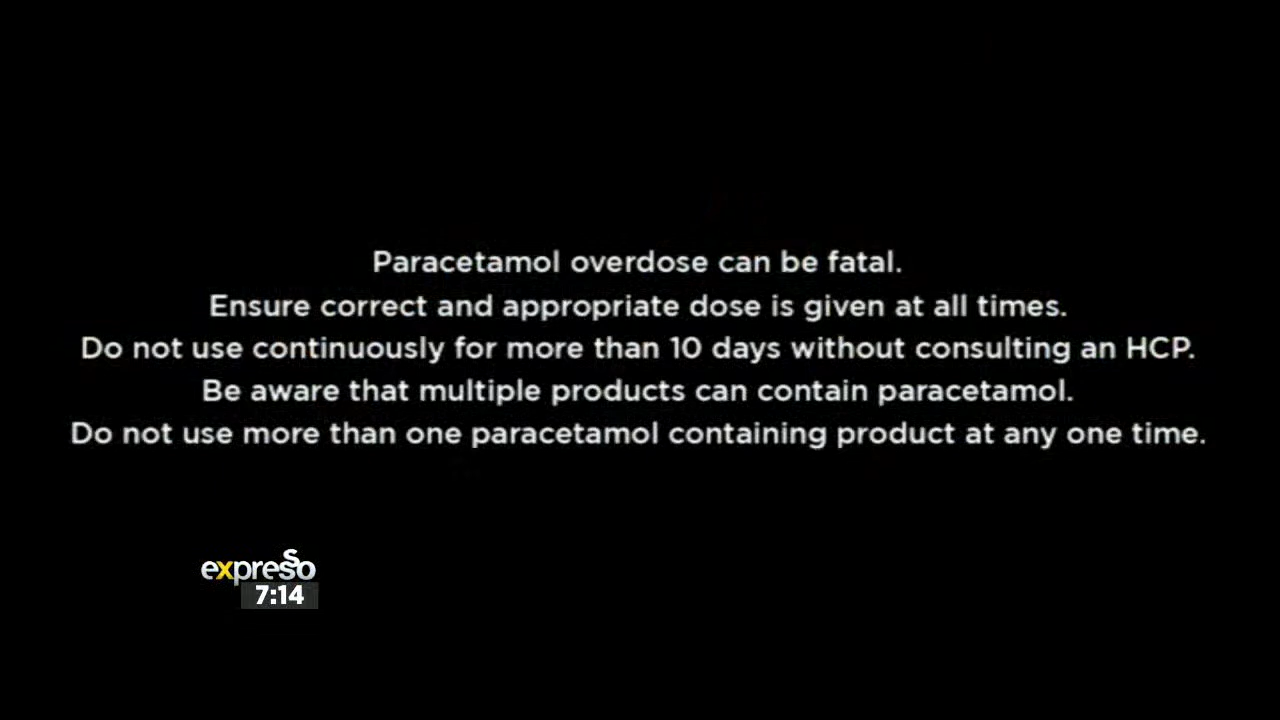 Paracetamol overdose can be fatal.
Ensure correct and appropriate dose is given at all times.
Do not use continuously for more than 10 days without consulting an HCP.
Be aware that multiple products can contain paracetamol.
Do not use more than one paracetamol containing product at any one time.
expresso
7:14